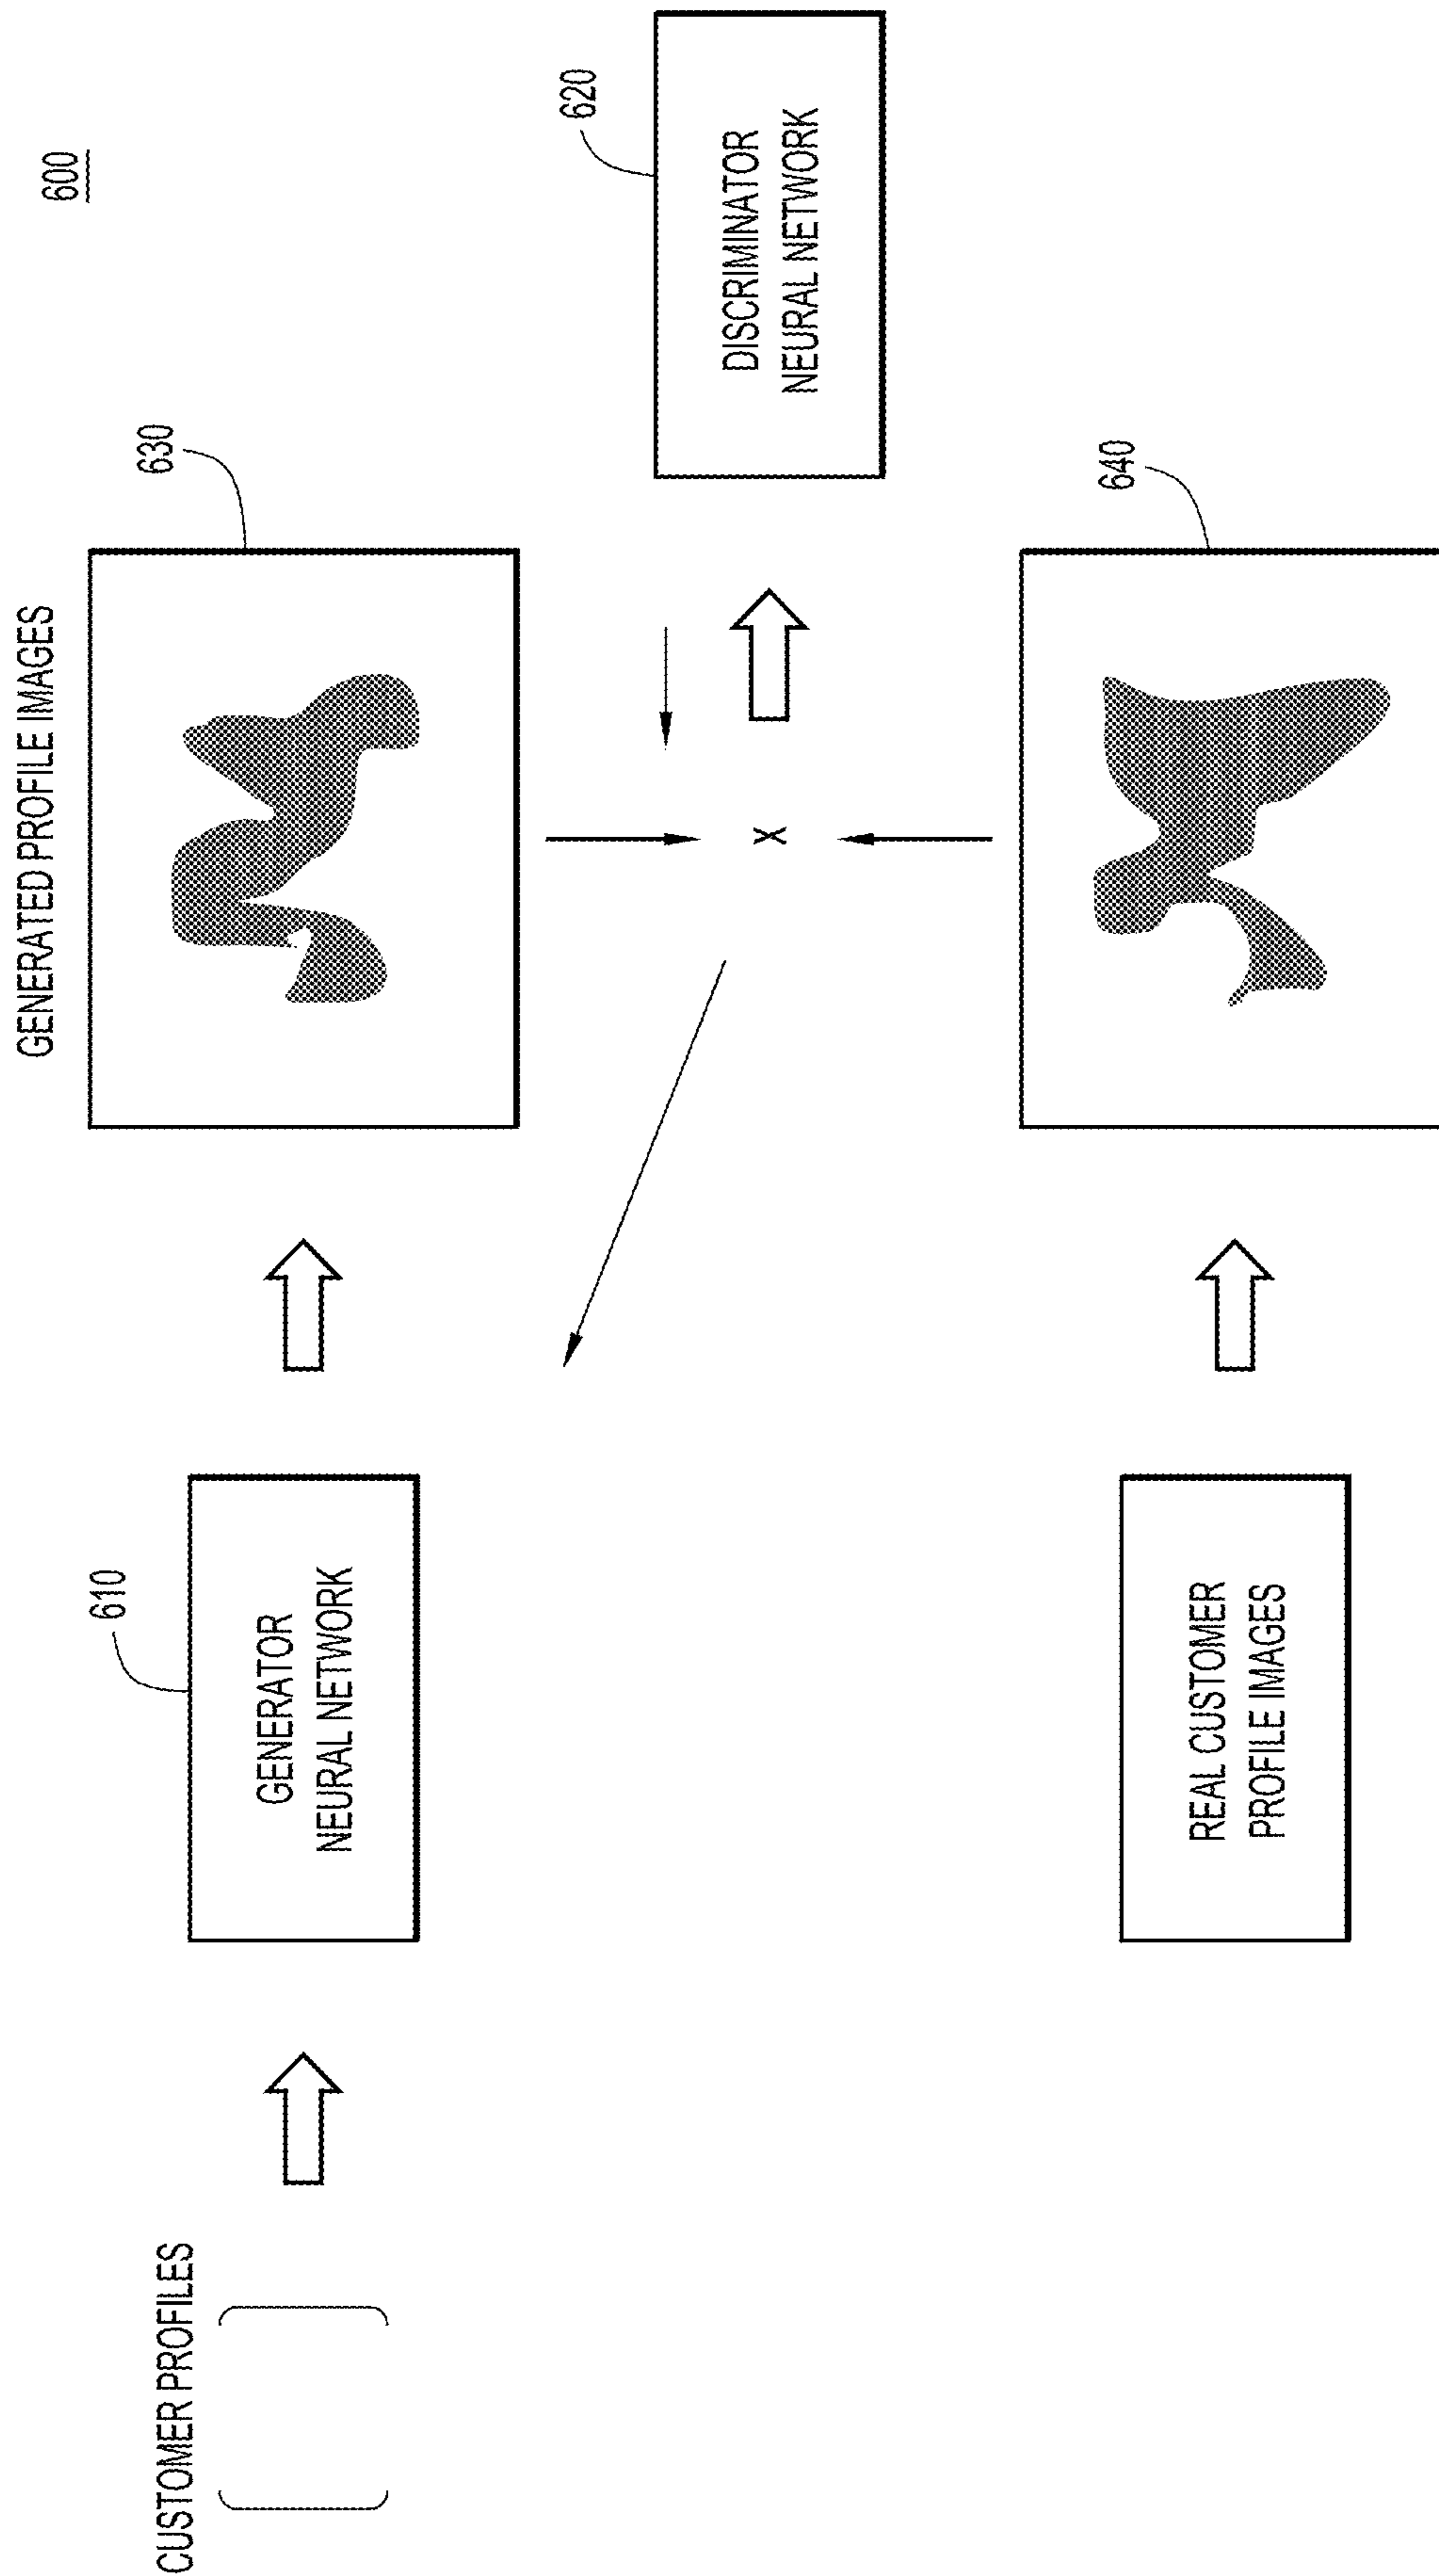 600
CUSTOMER PROFILES
610
GENERATOR
NEURAL NETWORK
GENERATED PROFILE IMAGES
630
620
DISCRIMINATOR
NEURAL NETWORK
X
REAL CUSTOMER
PROFILE IMAGES
640